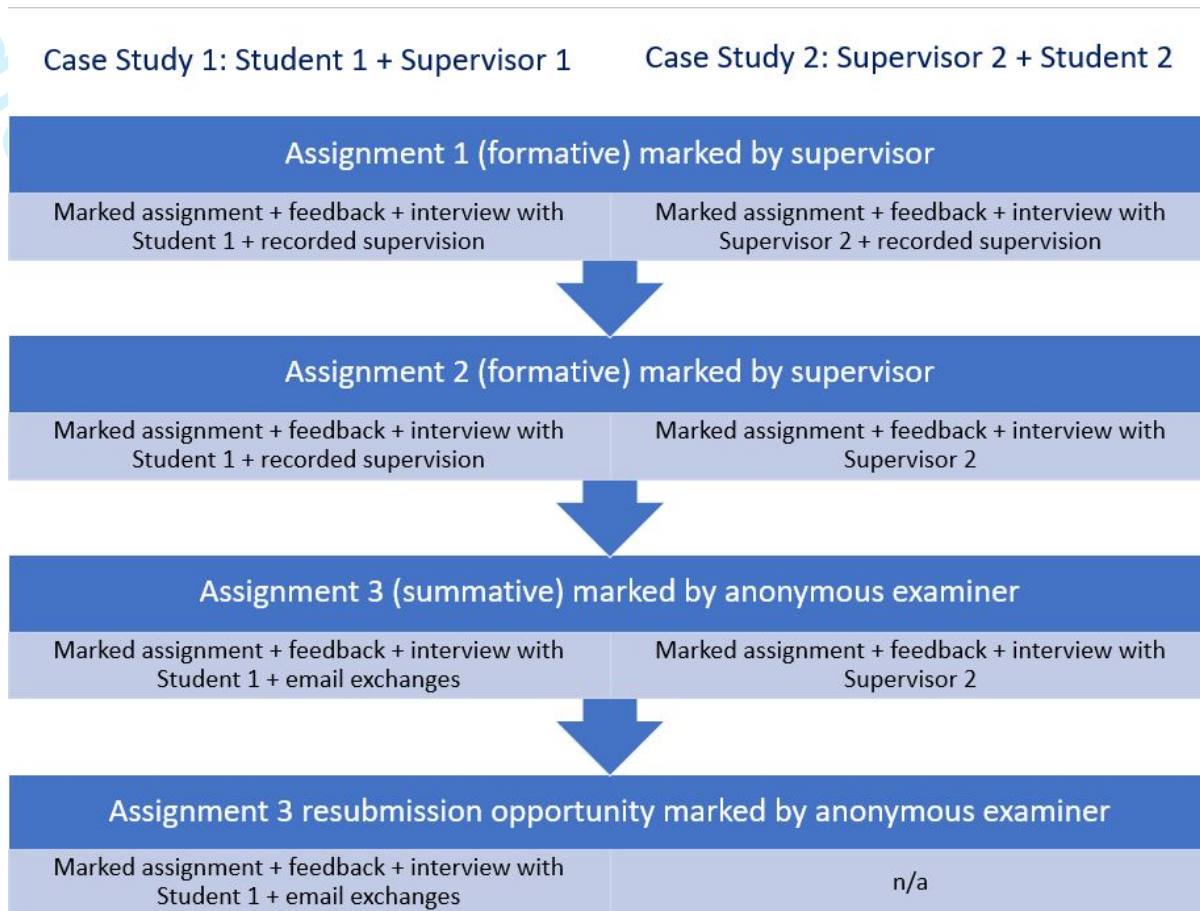 Case Study 1: Student 1 + Supervisor 1
Case Study 2: Supervisor 2 + Student 2
Assignment 1 (formative) marked by supervisor
Marked assignment + feedback + interview with
Student 1 + recorded supervision
Marked assignment + feedback + interview with
Supervisor 2 + recorded supervision
Assignment 2 (formative) marked by supervisor
Marked assignment + feedback + interview with
Student 1 + recorded supervision
Marked assignment + feedback + interview with
Supervisor 2
Assignment 3 (summative) marked by anonymous examiner
Marked assignment + feedback + interview with
Student 1 + email exchanges
Marked assignment + feedback + interview with
Supervisor 2
Assignment 3 resubmission opportunity marked by anonymous examiner
Marked assignment + feedback + interview with
Student 1 + email exchanges
n/a